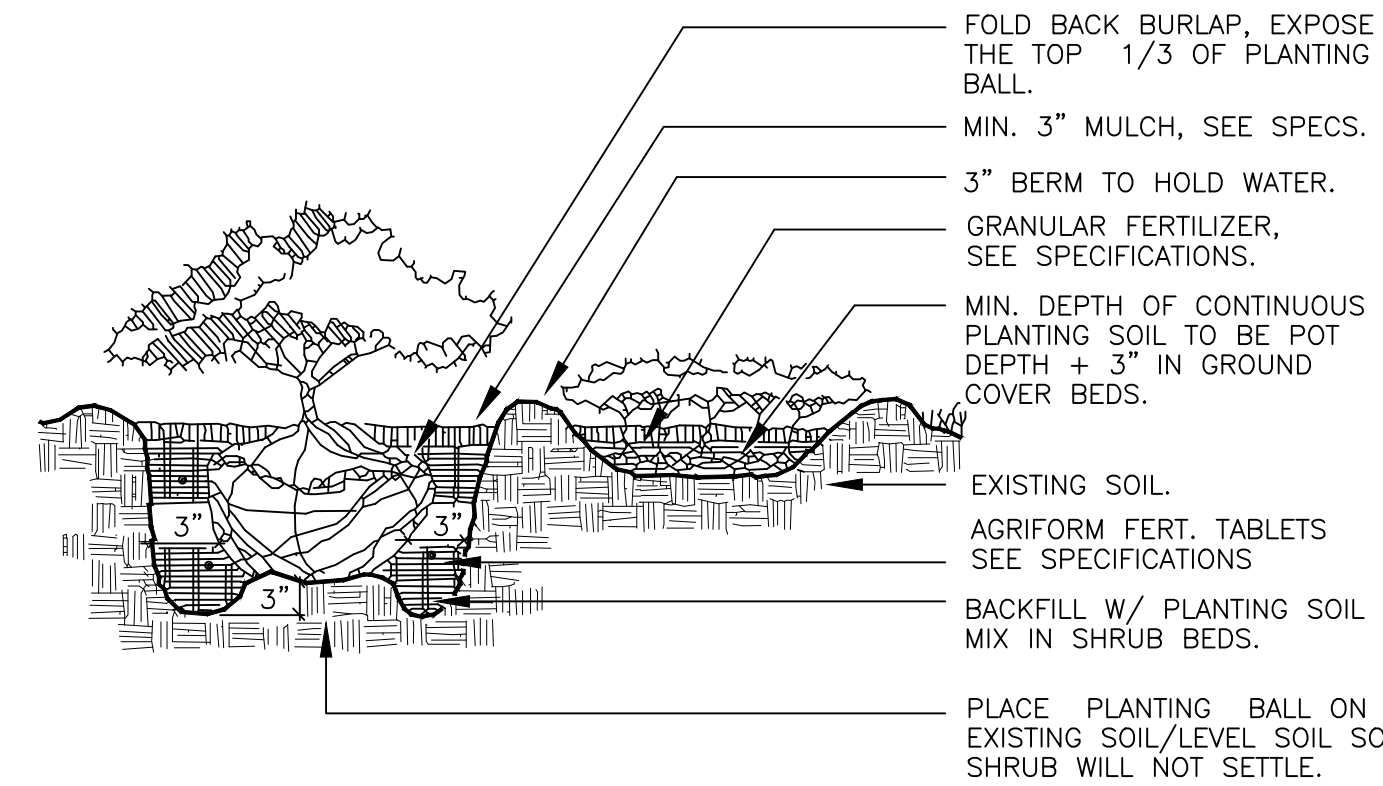 FOLD BACK BURLAP, EXPOSE
THE TOP 1/3 OF PLANTING
BALL.
MIN. 3” MULCH, SEE SPECS.
3” BERM TO HOLD WATER.
GRANULAR FERTILIZER,
SEE SPECIFICATIONS.
MIN. DEPTH OF CONTINUOUS
PLANTING SOIL TO BE POT
DEPTH + 3” IN GROUND
COVER BEDS.
EXISTING SOIL.
AGRIFORM FERT. TABLETS
SEE SPECIFICATIONS
BACKFILL W/ PLANTING SOIL
MIX IN SHRUB BEDS.
PLACE PLANTING BALL ON
EXISTING SOIL/LEVEL SOIL SO
SHRUB WILL NOT SETTLE.
3”
3”
3”